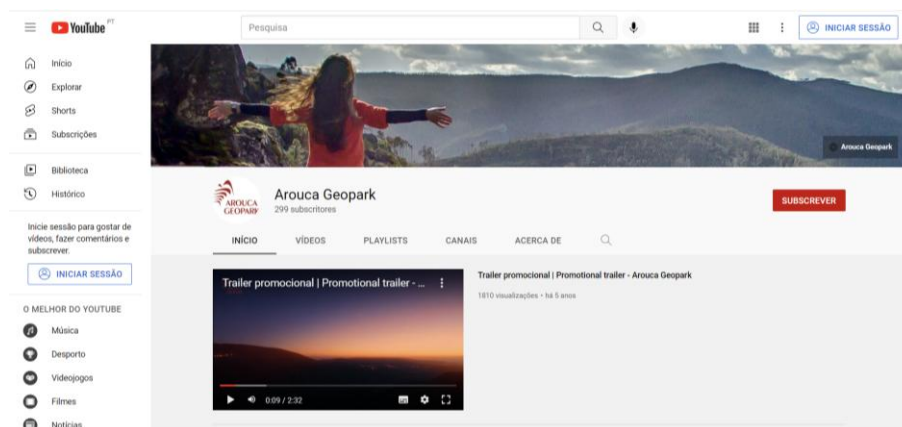 YouTube PT
Pesquisa
INICIAR SESSÃO
Início
Explorar
Shorts
Subscrições
Biblioteca
Histórico
Inicie sessão para gostar de
vídeos, fazer comentários e
subscrever.
INICIAR SESSÃO
O MELHOR DO YOUTUBE
Música
Desporto
Videojogos
Filmes
Notícias
Arouca Geopark
AROUCA
GEOPARK
Arouca Geopark
299 subscritores
SUBSCREVER
INÍCIO VÍDEOS PLAYLISTS CANAIS ACERCA DE
Trailer promocional | Promotional trailer - ...
0:09 / 2:32
Trailer promocional | Promotional trailer - Arouca Geopark
1810 visualizações • há 5 anos